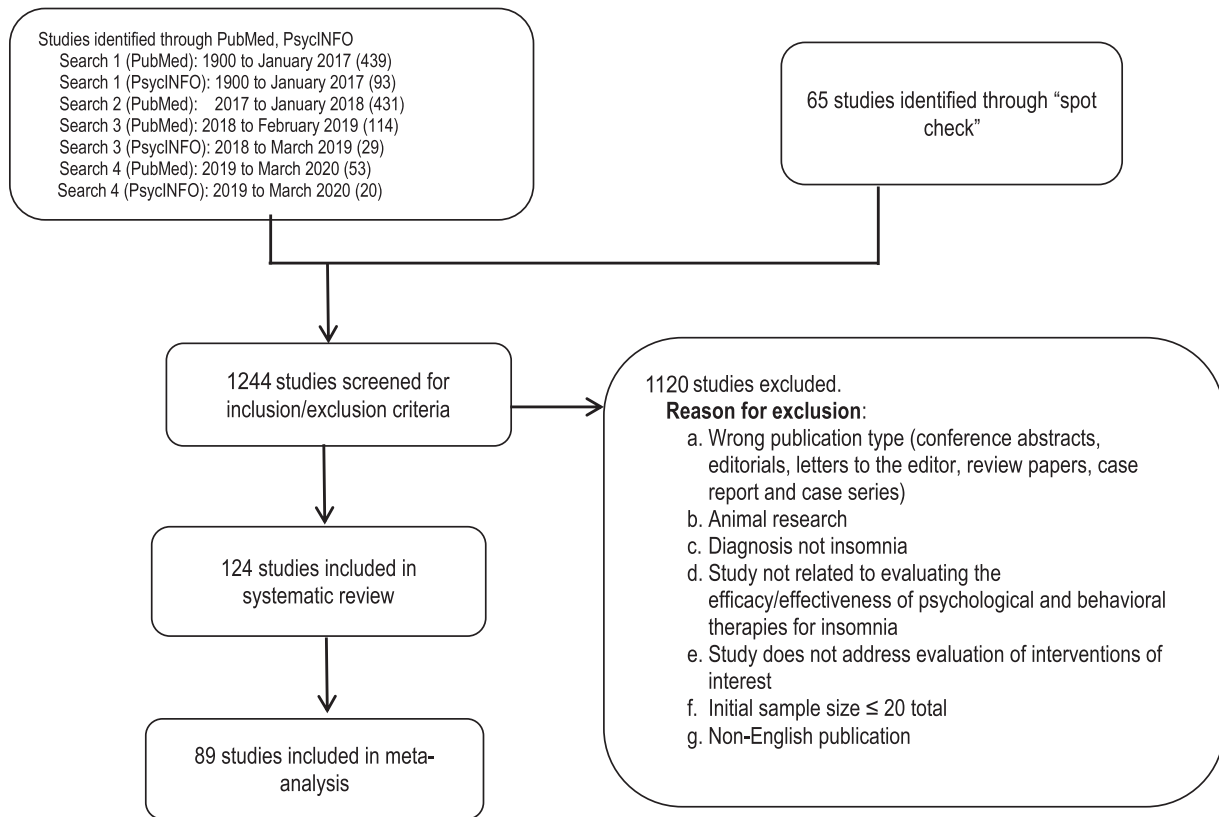 Studies identified through PubMed, PsycINFO
Search 1 (PubMed): 1900 to January 2017 (439)
Search 1 (PsycINFO): 1900 to January 2017 (93)
Search 2 (PubMed): 2017 to January 2018 (431)
Search 3 (PubMed): 2018 to February 2019 (114)
Search 3 (PsycINFO): 2018 to March 2019 (29)
Search 4 (PubMed): 2019 to March 2020 (53)
Search 4 (PsycINFO): 2019 to March 2020 (20)
65 studies identified through “spot
check”
1244 studies screened for
inclusion/exclusion criteria
1120 studies excluded.
Reason for exclusion:
a. Wrong publication type (conference abstracts,
editorials, letters to the editor, review papers, case
report and case series)
b. Animal research
c. Diagnosis not insomnia
d. Study not related to evaluating the
efficacy/effectiveness of psychological and behavioral
therapies for insomnia
e. Study does not address evaluation of interventions of
interest
f. Initial sample size ≤ 20 total
g. Non-English publication
124 studies included in
systematic review
89 studies included in meta-
analysis